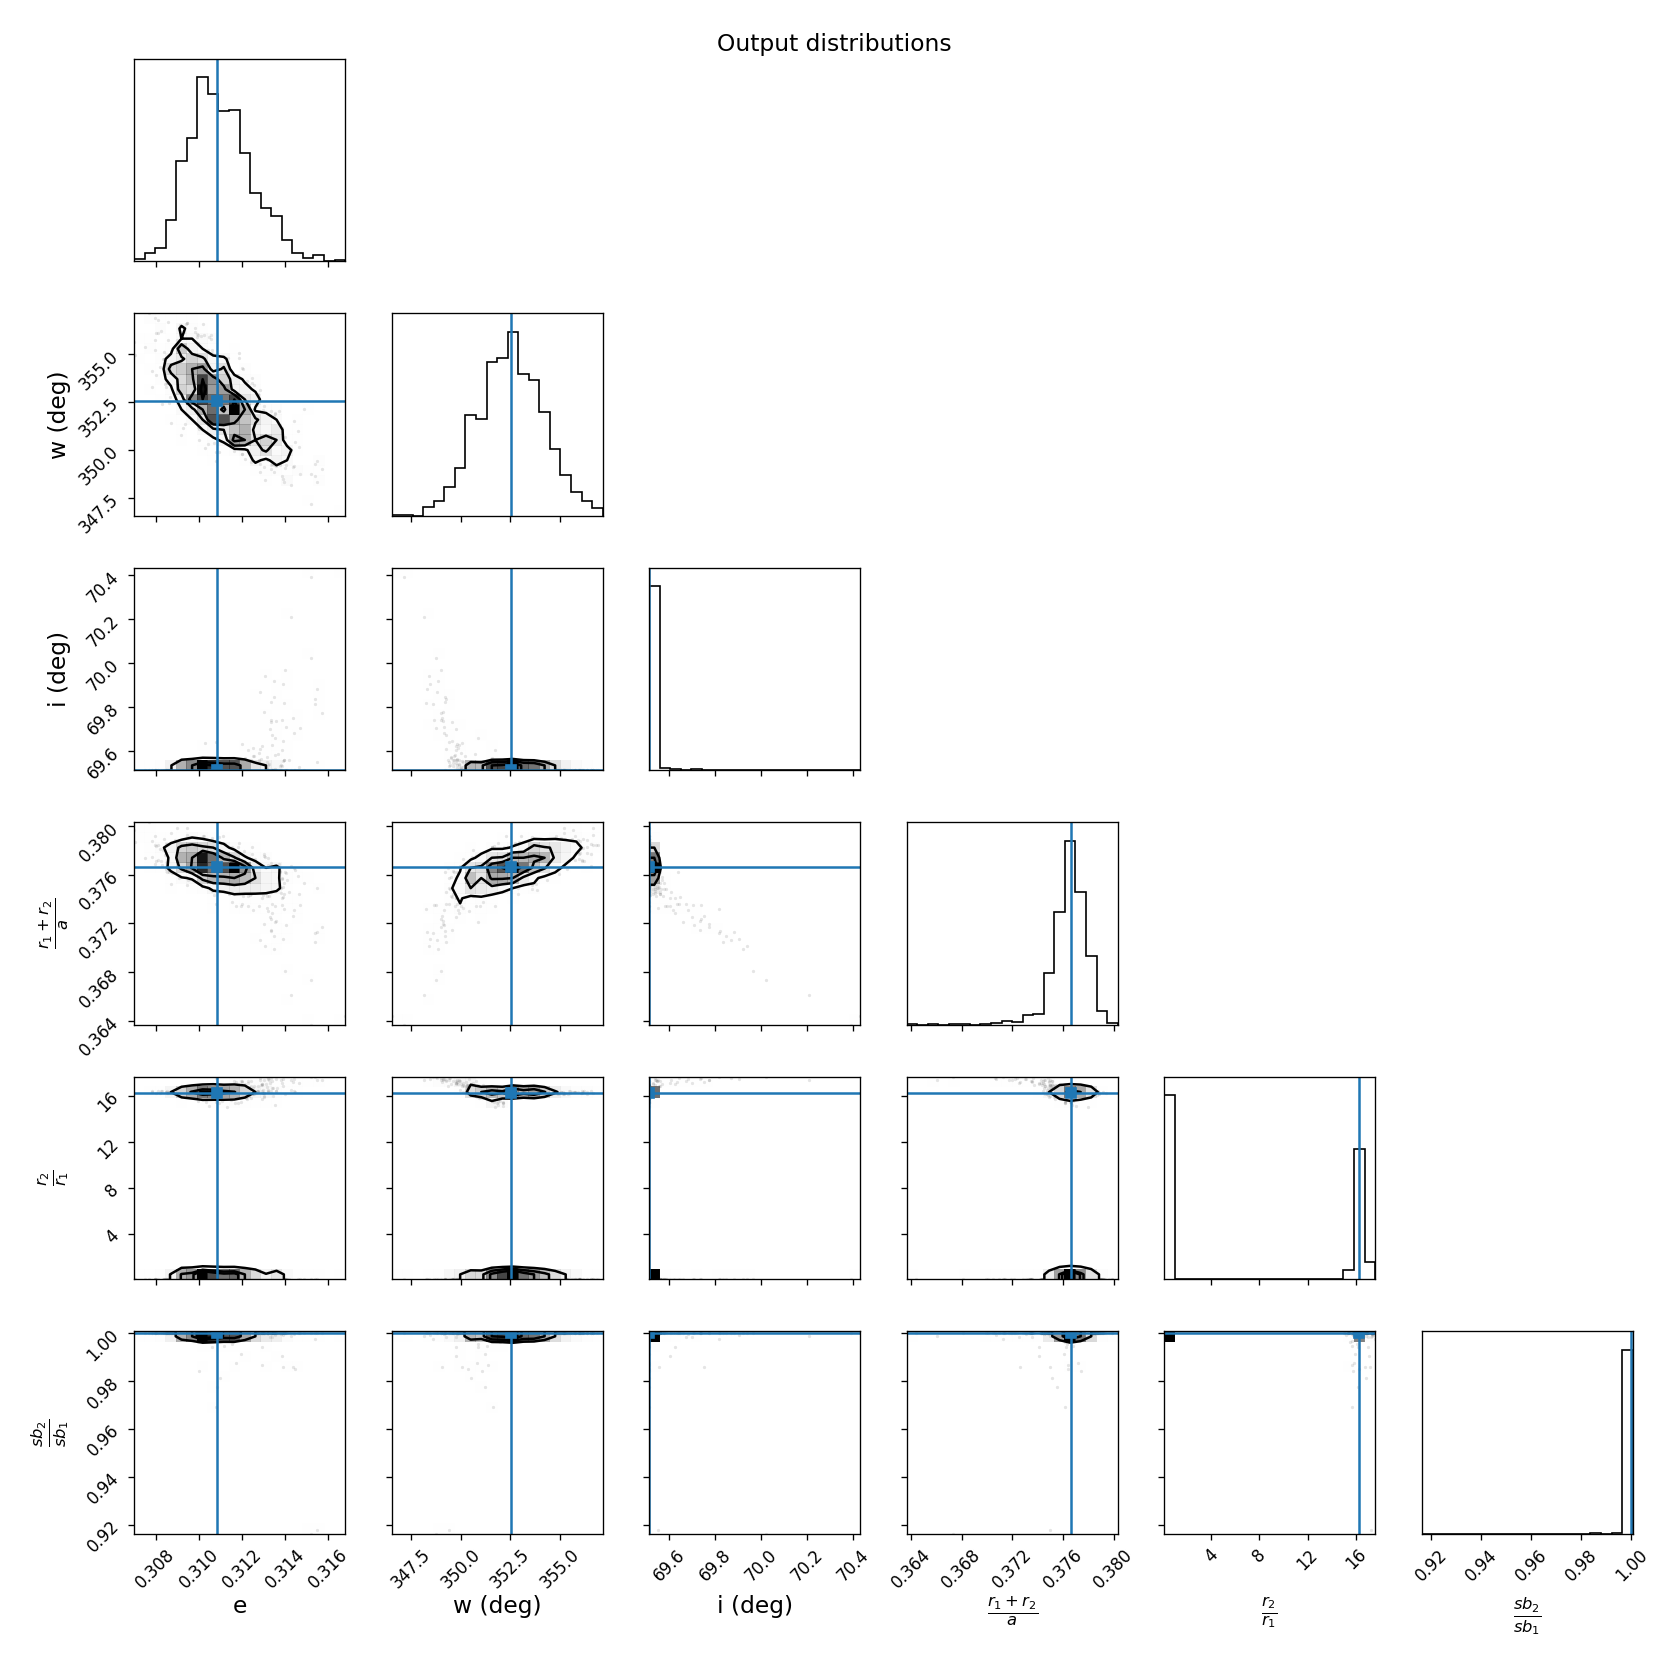 Output distributions
w (deg)
355.0
352.5
350.0
347.5
i (deg)
70.4
70.2
70.0
69.8
69.6
r₁ + r₂
a
0.380
0.376
0.372
0.368
0.364
r₂
r₁
16
12
8
4
sb₂
sb₁
1.00
0.98
0.96
0.94
0.92
0.308 0.310 0.312 0.314 0.316 347.5 350.0 352.5 355.0 69.6 69.8 70.0 70.2 70.4 0.364 0.368 0.372 0.376 0.380 4 8 12 16 0.92 0.94 0.96 0.98 1.00
e w (deg) i (deg) r₁ + r₂ r₂ sb₂
a r₁ sb₁